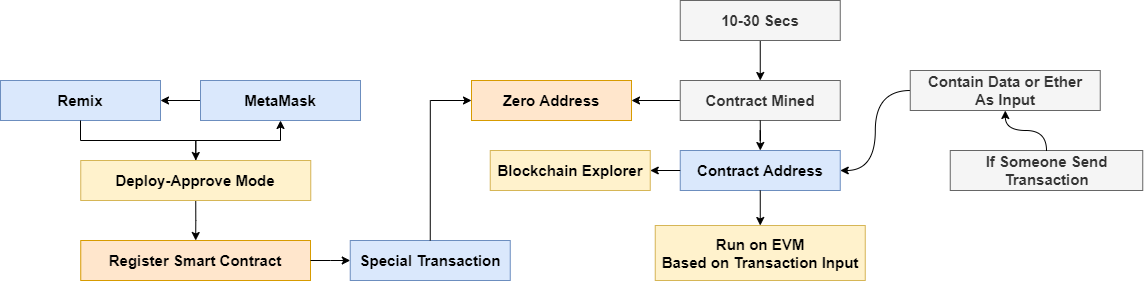 10-30 Secs
Remix
MetaMask
Zero Address
Contract Mined
Contain Data or Ether
As Input
Deploy-Approve Mode
Blockchain Explorer
Contract Address
If Someone Send
Transaction
Register Smart Contract
Special Transaction
Run on EVM
Based on Transaction Input